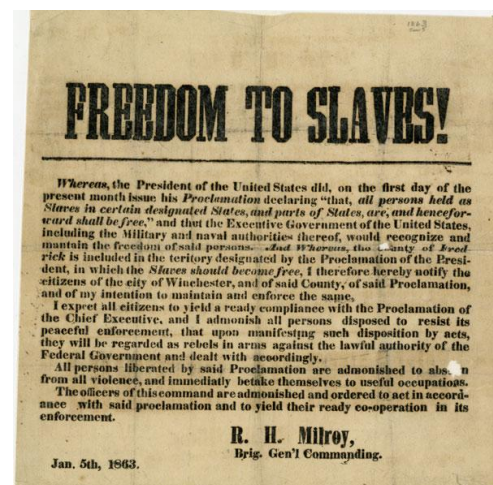 1863
FREEDOM TO SLAVES!
Whereas, the President of the United States did, on the first day of the
present month issue his Proclamation declaring "that, all persons held as
Slaves in certain designated States, and parts of States, are, and hencefor-
ward shall be free," and that the Executive Government of the United States,
including the Military and naval authorities thereof, would recognize and
mantain the freedom of said persons. And Whereas, the County of Fred
rick is included in the teritory designated by the Proclamation of the Presi-
dent, in which the Slaves should become free, I therefore hereby notify the
citizens of the city of Winchester, and of said County, of said Proclamation,
and of my intention to maintain and enforce the same.
I expect all citizens to yield a ready compliance with the Proclamation of
the Chief Executive, and I admonish all persons disposed to resist its
peaceful enforcement, that upon manifesting such disposition by acts,
they will be regarded as rebels in arms against the lawful authority of the
Federal Government and dealt with accordingly.
All persons liberated by said Proclamation are admonished to abs n
from all violence, and immediatly betake themselves to useful occupations.
The officers of this command are admonished and ordered to act in accord-
ance with said proclamation and to yield their ready co-operation in its
enforcement.
R. H. Milroy,
Brig. Gen'l Commanding.
Jan. 5th, 1863.